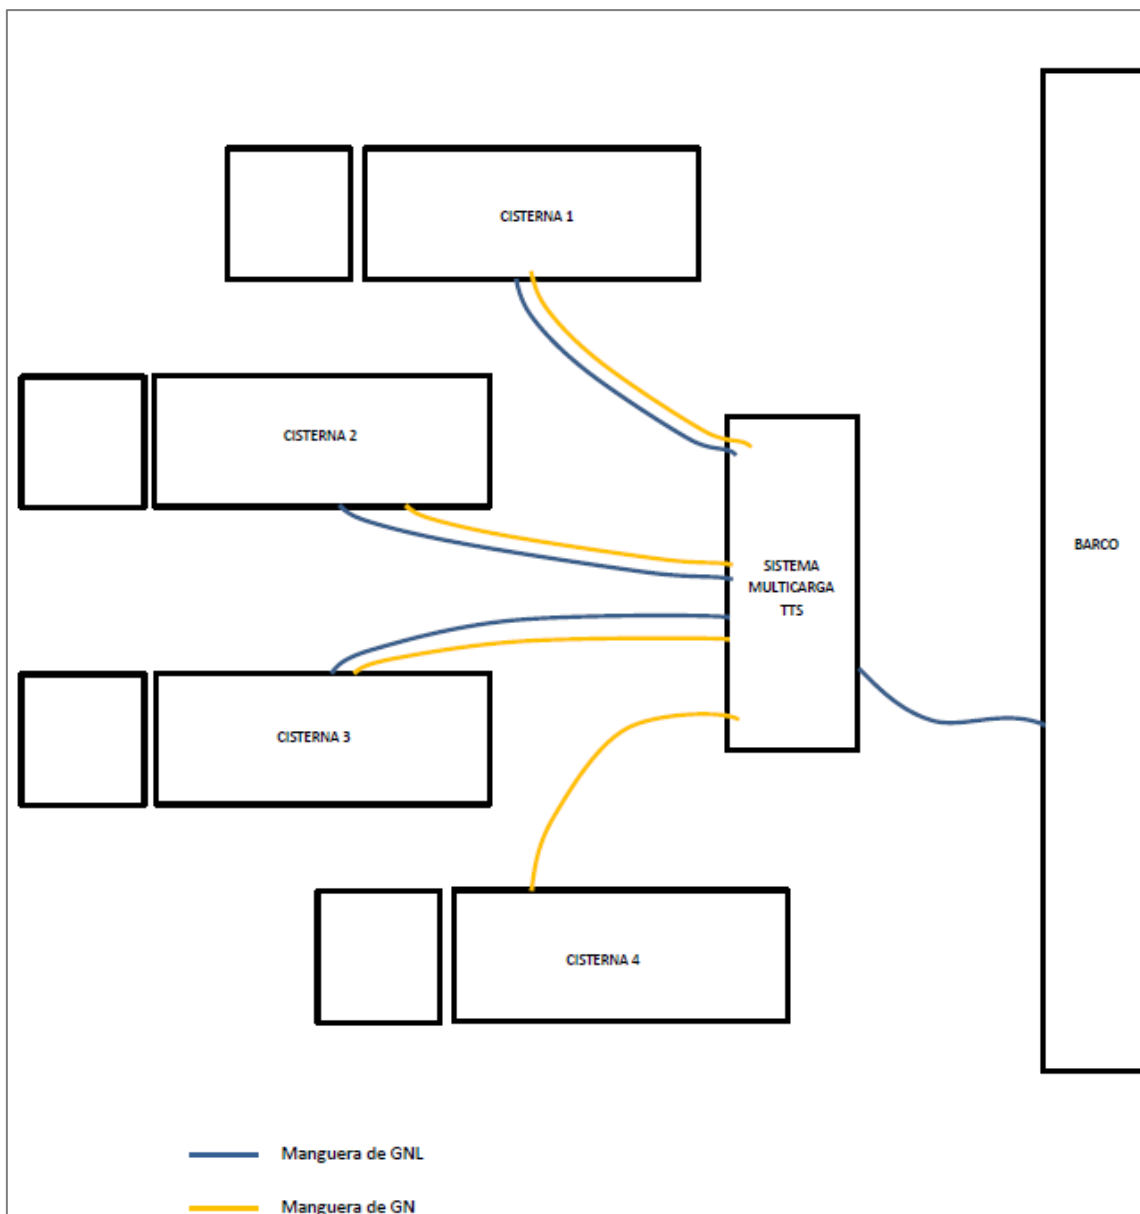 CISTERNA 1
CISTERNA 2
SISTEMA
MULTICARGA
TTS
BARCO
CISTERNA 3
CISTERNA 4
Manguera de GNL
Manguera de GN